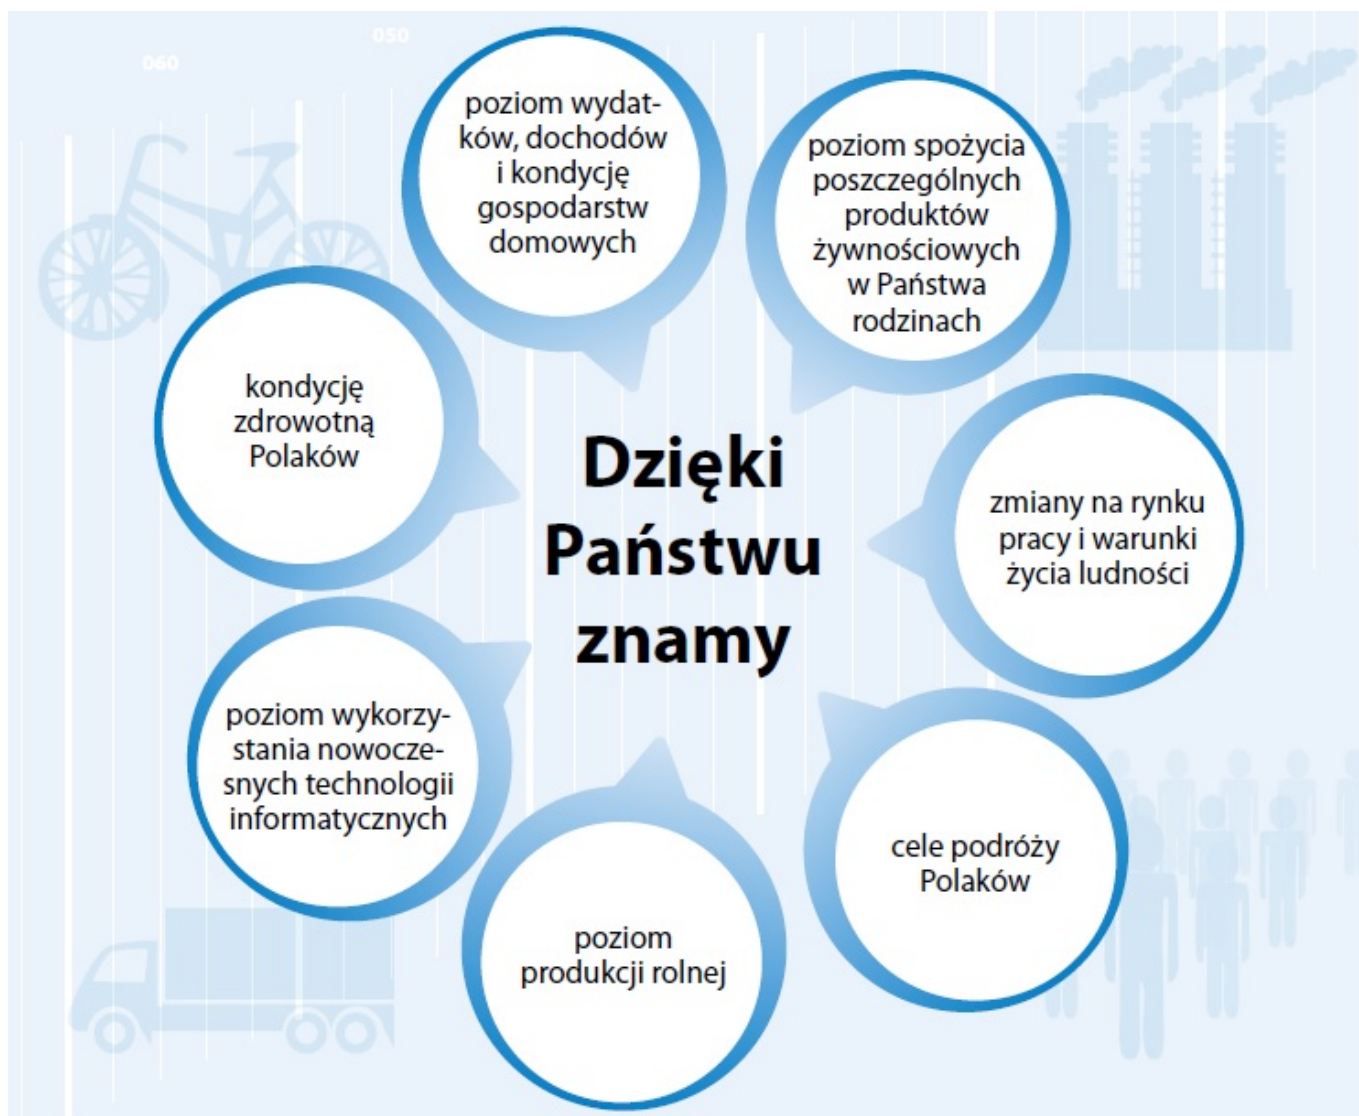 060
050
poziom wydat-
ków, dochodów
i kondycję
gospodarstw
domowych
poziom spożycia
poszczególnych
produktów
żywnościowych
w Państwa
rodzinach
kondycję
zdrowotną
Polaków
Dzięki
Państwu
znamy
zmiany na rynku
pracy i warunki
życia ludności
poziom wykorzy-
stania nowocze-
snych technologii
informatycznych
cele podróży
Polaków
poziom
produkcji rolnej